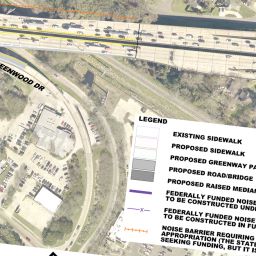 EENWOOD DR
LEGEND
EXISTING SIDEWALK
PROPOSED SIDEWALK
PROPOSED GREENWAY PA
PROPOSED ROAD/BRIDGE
PROPOSED RAISED MEDIA
FEDERALLY FUNDED NOISE
TO BE CONSTRUCTED UND
FEDERALLY FUNDED NOISE
TO BE CONSTRUCTED IN FU
NOISE BARRIER REQUIRING
APPROPRIATION (THE STATE
SEEKING FUNDING, BUT IT IS